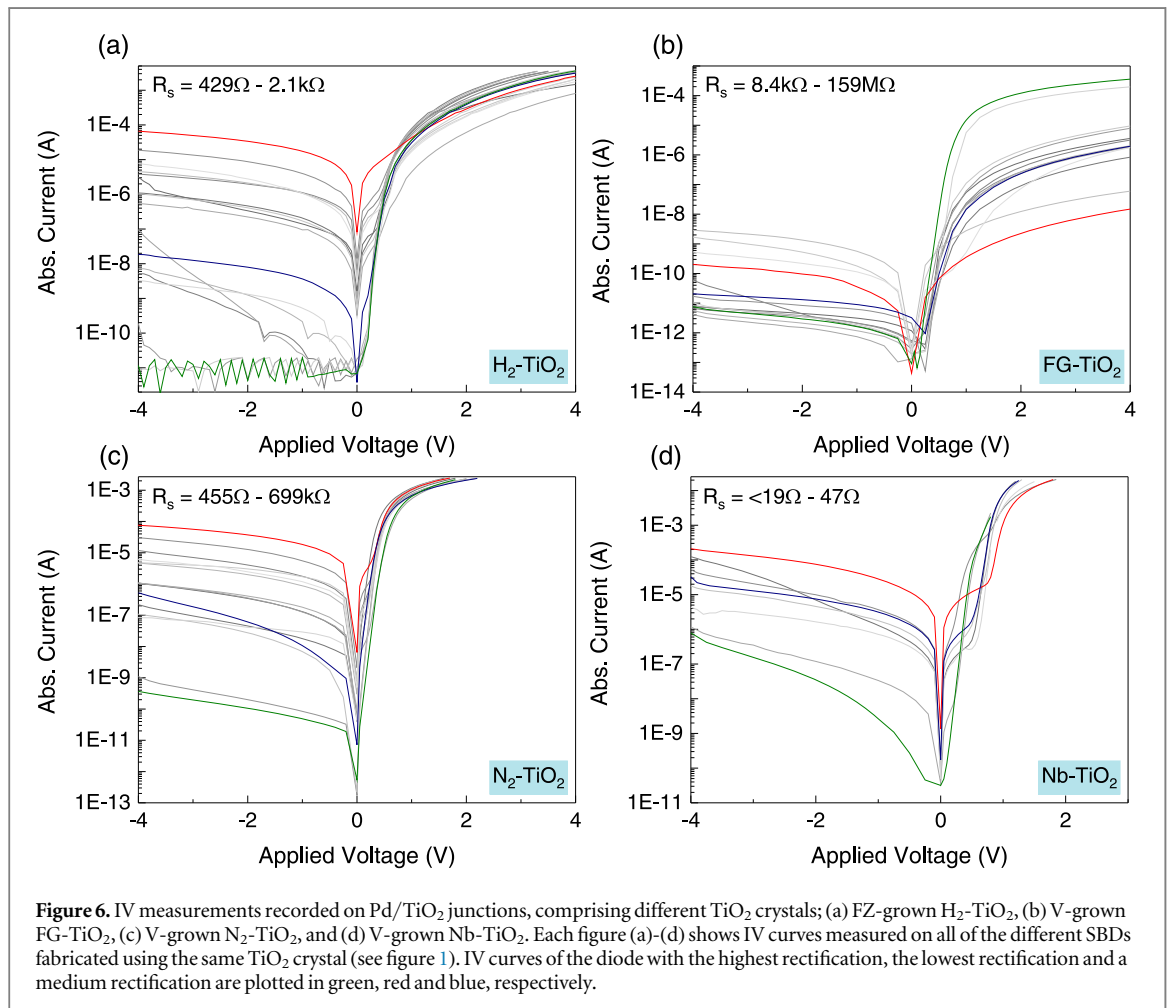 (a)
R_s = 429Ω - 2.1kΩ
1E-4
1E-6
1E-8
1E-10
Abs. Current (A)
-4 -2 0 2 4
Applied Voltage (V)
H₂-TiO₂
(b)
R_s = 8.4kΩ - 159MΩ
1E-4
1E-6
1E-8
1E-10
1E-12
1E-14
Abs. Current (A)
-4 -2 0 2 4
Applied Voltage (V)
FG-TiO₂
(c)
R_s = 455Ω - 699kΩ
1E-3
1E-5
1E-7
1E-9
1E-11
1E-13
Abs. Current (A)
-4 -2 0 2 4
Applied Voltage (V)
N₂-TiO₂
(d)
R_s = <19Ω - 47Ω
1E-3
1E-5
1E-7
1E-9
1E-11
Abs. Current (A)
-4 -2 0 2
Applied Voltage (V)
Nb-TiO₂
Figure 6. IV measurements recorded on Pd/TiO₂ junctions, comprising different TiO₂ crystals; (a) FZ-grown H₂-TiO₂, (b) V-grown
FG-TiO₂, (c) V-grown N₂-TiO₂, and (d) V-grown Nb-TiO₂. Each figure (a)-(d) shows IV curves measured on all of the different SBDs
fabricated using the same TiO₂ crystal (see figure 1). IV curves of the diode with the highest rectification, the lowest rectification and a
medium rectification are plotted in green, red and blue, respectively.